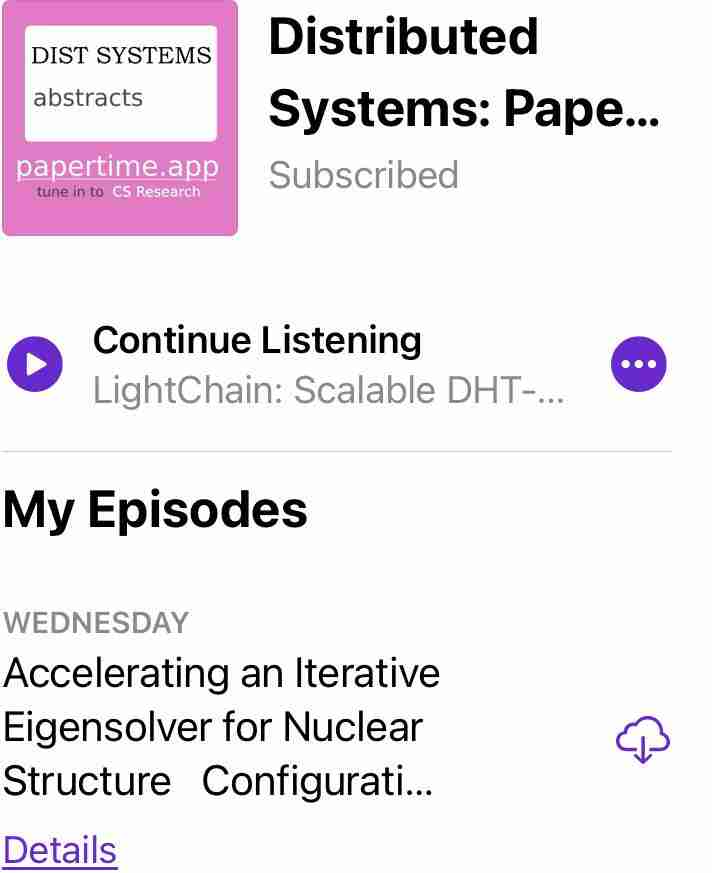 DIST SYSTEMS
abstracts
papertime.app
tune in to CS Research
Distributed
Systems: Pape...
Subscribed
Continue Listening
LightChain: Scalable DHT-...
My Episodes
WEDNESDAY
Accelerating an Iterative
Eigensolver for Nuclear
Structure Configurati...
Details